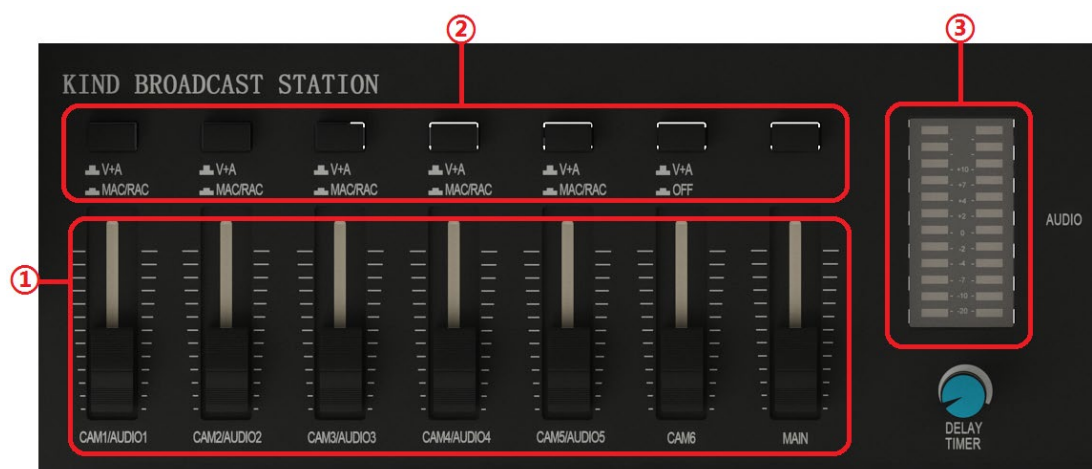 ② ③
KIND BROADCAST STATION
V+A V+A V+A V+A V+A V+A
MAC/RAC MAC/RAC MAC/RAC MAC/RAC MAC/RAC OFF
+10
+7
+4
+2
0
-2
-4
-7
-10
-20
AUDIO
①
CAM1/AUDIO1 CAM2/AUDIO2 CAM3/AUDIO3 CAM4/AUDIO4 CAM5/AUDIO5 CAM6 MAIN
DELAY
TIMER